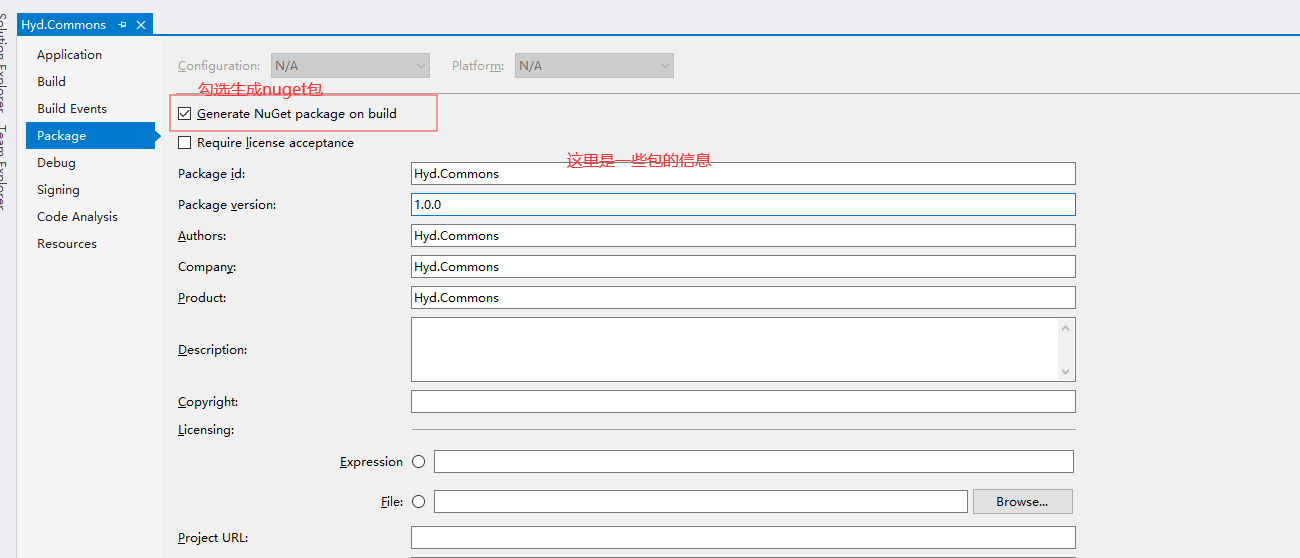 Hyd.Commons
Solution Explorer
Team Explorer
Application
Build
Build Events
Package
Debug
Signing
Code Analysis
Resources
Configuration: N/A Platform: N/A
勾选生成nuget包
Generate NuGet package on build
Require license acceptance
这里是一些包的信息
Package id: Hyd.Commons
Package version: 1.0.0
Authors: Hyd.Commons
Company: Hyd.Commons
Product: Hyd.Commons
Description:
Copyright:
Licensing:
Expression
File: Browse...
Project URL: